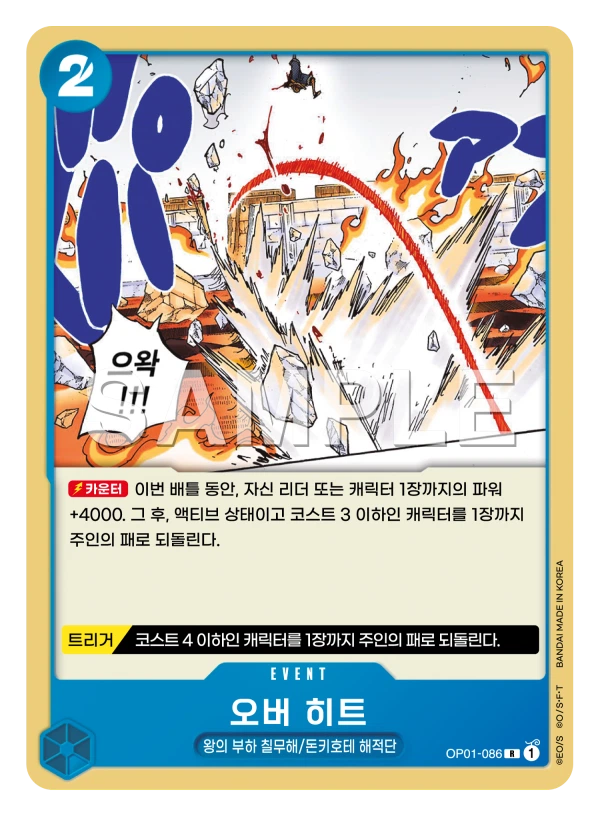 2
으악
!!!
SAMPLE
카운터 이번 배틀 동안, 자신 리더 또는 캐릭터 1장까지의 파워
+4000. 그 후, 액티브 상태이고 코스트 3 이하인 캐릭터를 1장까지
주인의 패로 되돌린다.
트리거 코스트 4 이하인 캐릭터를 1장까지 주인의 패로 되돌린다.
EVENT
오버 히트
왕의 부하 칠무해/돈키호테 해적단
OP01-086 R 1
©EO/S ©O/S·F·T BANDAI MADE IN KOREA